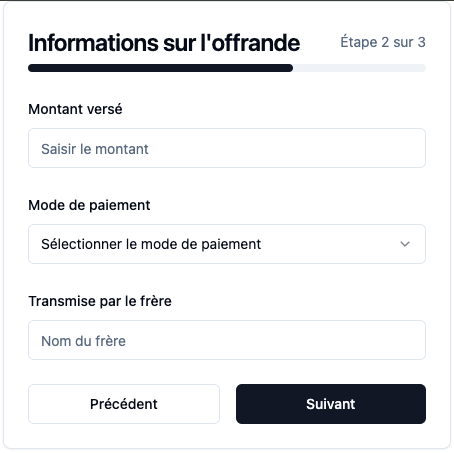 Informations sur l'offrande
Étape 2 sur 3
Montant versé
Saisir le montant
Mode de paiement
Sélectionner le mode de paiement
Transmise par le frère
Nom du frère
Précédent
Suivant